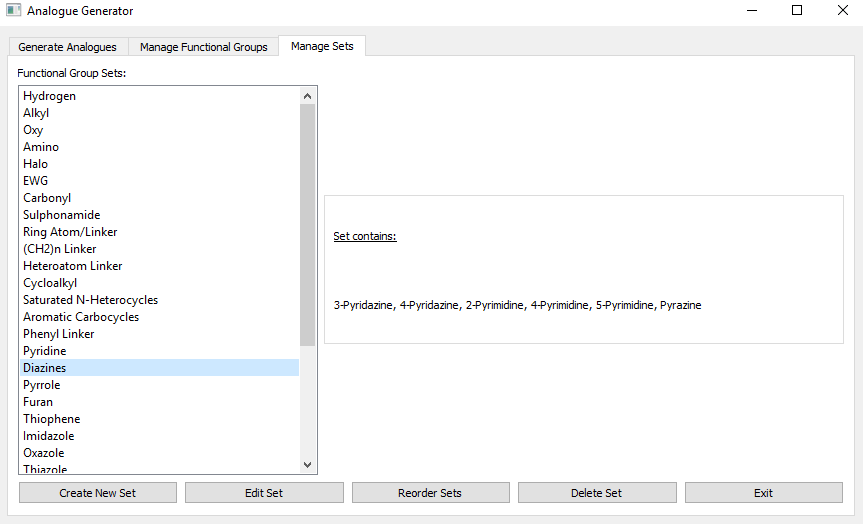 Analogue Generator
Generate Analogues
Manage Functional Groups
Manage Sets
Functional Group Sets:
Hydrogen
Alkyl
Oxy
Amino
Halo
EWG
Carbonyl
Sulphonamide
Ring Atom/Linker
(CH2)n Linker
Heteroatom Linker
Cycloalkyl
Saturated N-Heterocycles
Aromatic Carbocycles
Phenyl Linker
Pyridine
Diazines
Pyrrole
Furan
Thiophene
Imidazole
Oxazole
Thiazole
Set contains:
3-Pyridazine, 4-Pyridazine, 2-Pyrimidine, 4-Pyrimidine, 5-Pyrimidine, Pyrazine
Create New Set
Edit Set
Reorder Sets
Delete Set
Exit